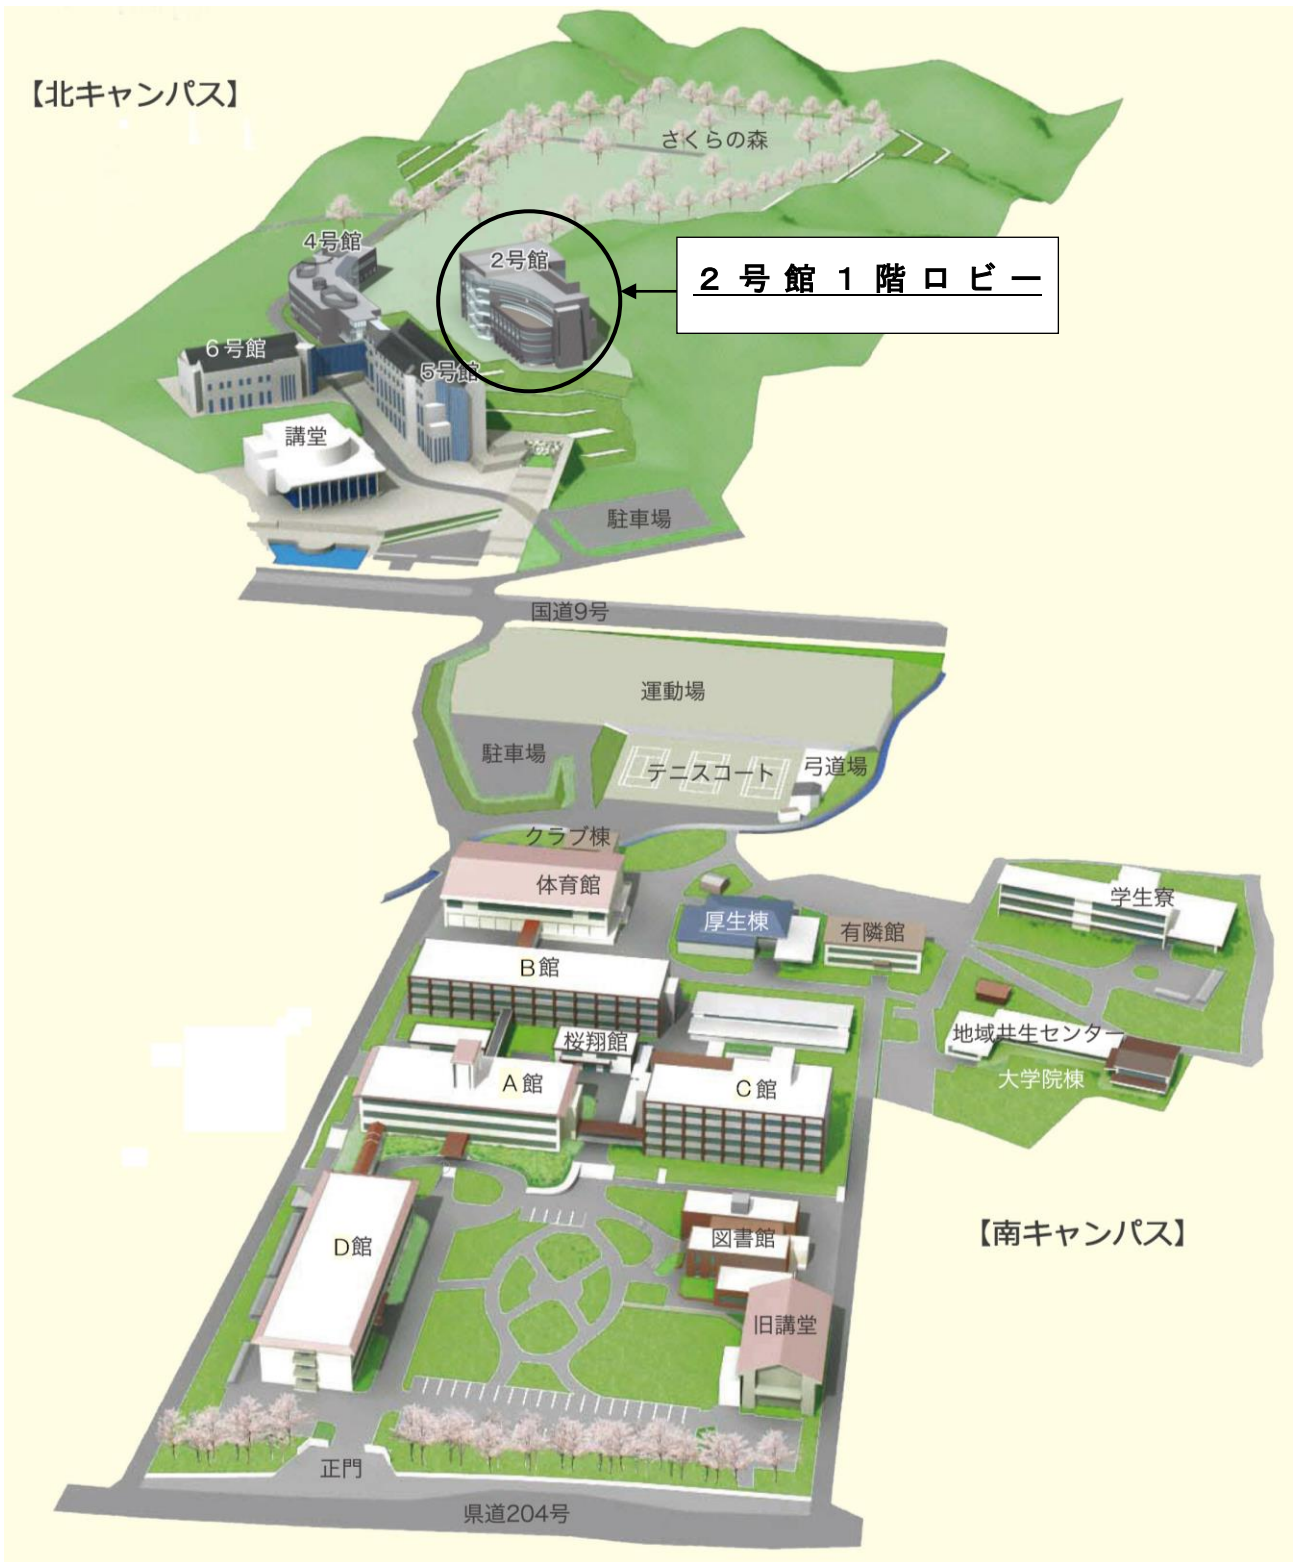 【北キャンパス】
さくらの森
4号館
2号館
２号館１階ロビー
6号館
5号館
講堂
駐車場
国道9号
運動場
駐車場
テニスコート
弓道場
クラブ棟
体育館
学生寮
厚生棟
有隣館
B館
地域共生センター
桜翔館
大学院棟
A館
C館
【南キャンパス】
図書館
D館
旧講堂
正門
県道204号